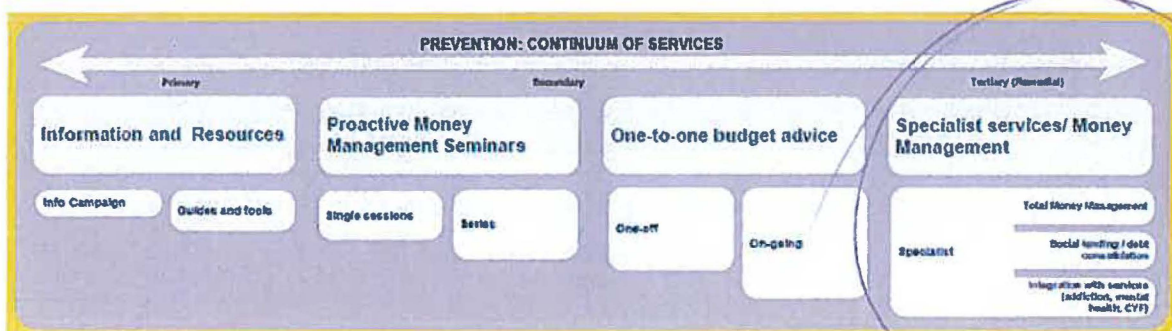 PREVENTION: CONTINUUM OF SERVICES
Primary
Secondary
Tertiary (Remedial)
Information and Resources
Proactive Money
Management Seminars
One-to-one budget advice
Specialist services/ Money
Management
Info Campaign
Guides and tools
Single sessions
Series
One-off
On-going
Specialist
Total Money Management
Social lending / debt
consolidation
Integration with services
(addiction, mental
health, CYF)